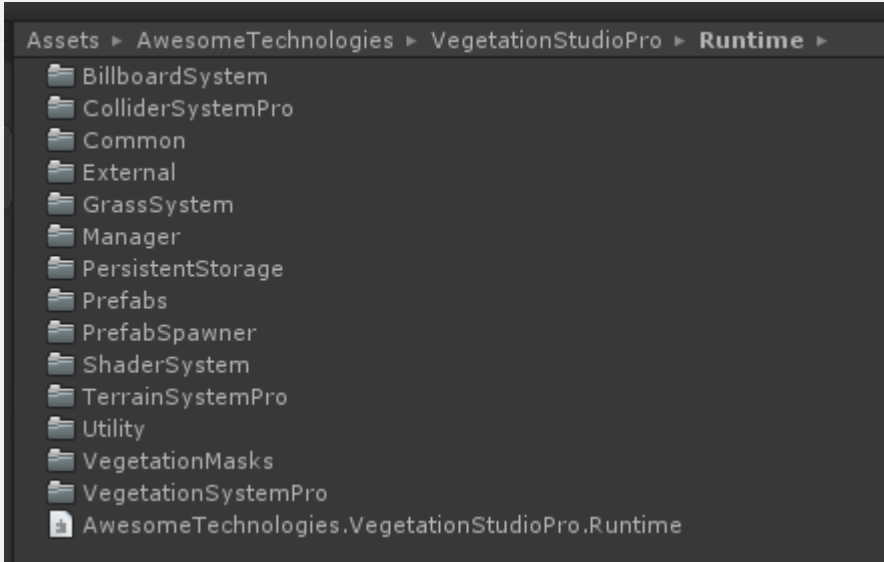 Assets ▸ AwesomeTechnologies ▸ VegetationStudioPro ▸ Runtime ▸
BillboardSystem
ColliderSystemPro
Common
External
GrassSystem
Manager
PersistentStorage
Prefabs
PrefabSpawner
ShaderSystem
TerrainSystemPro
Utility
VegetationMasks
VegetationSystemPro
AwesomeTechnologies.VegetationStudioPro.Runtime